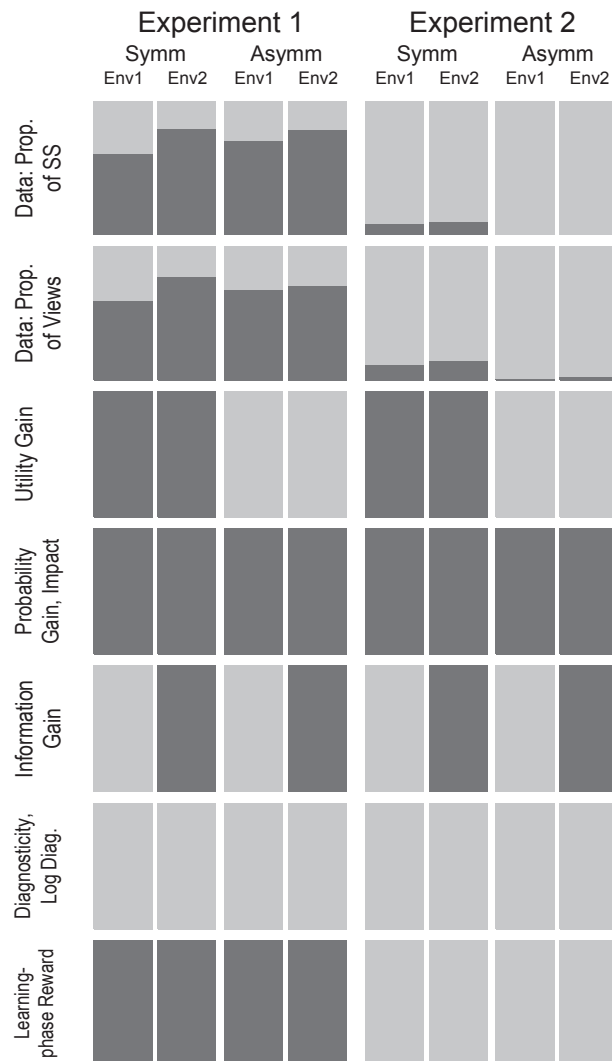 Experiment 1 Experiment 2
Symm Asymm Symm Asymm
Env1 Env2 Env1 Env2 Env1 Env2 Env1 Env2
Data: Prop.
of SS
Data: Prop.
of Views
Utility Gain
Probability
Gain, Impact
Information
Gain
Diagnosticity,
Log Diag.
Learning-
phase Reward